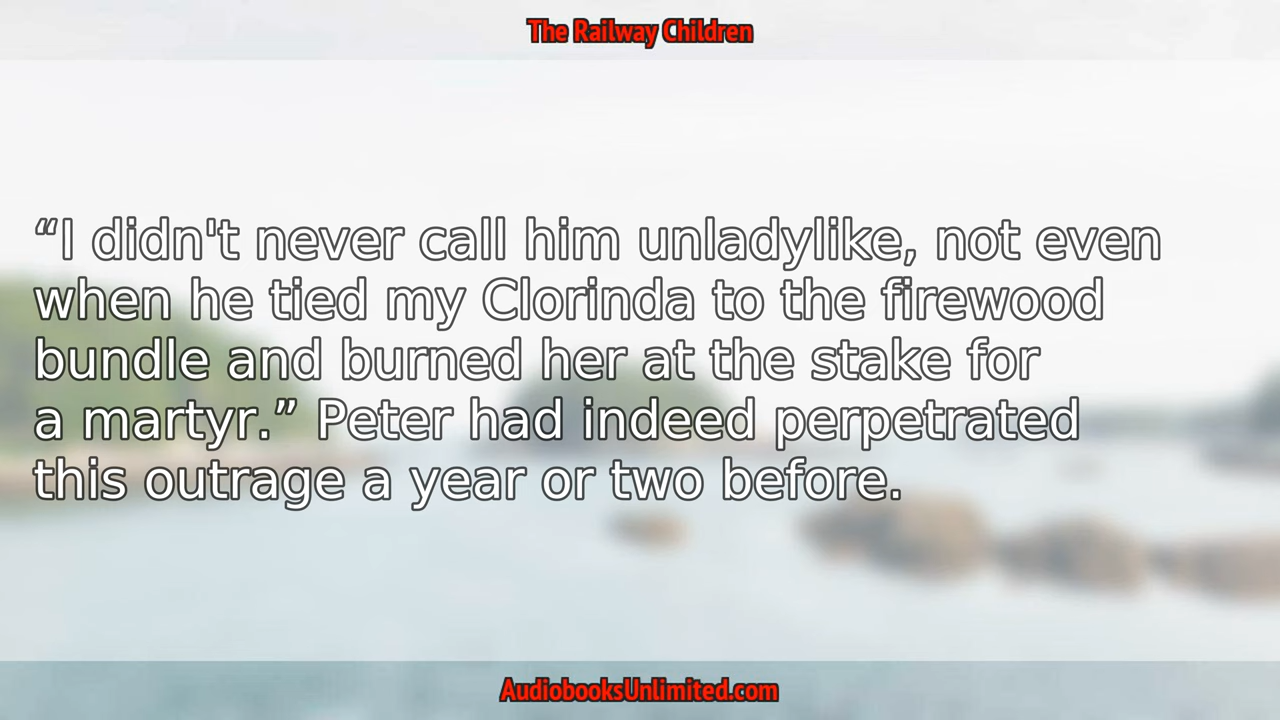 The Railway Children
“I didn't never call him unladylike, not even
when he tied my Clorinda to the firewood
bundle and burned her at the stake for
a martyr.” Peter had indeed perpetrated
this outrage a year or two before.
AudiobooksUnlimited.com